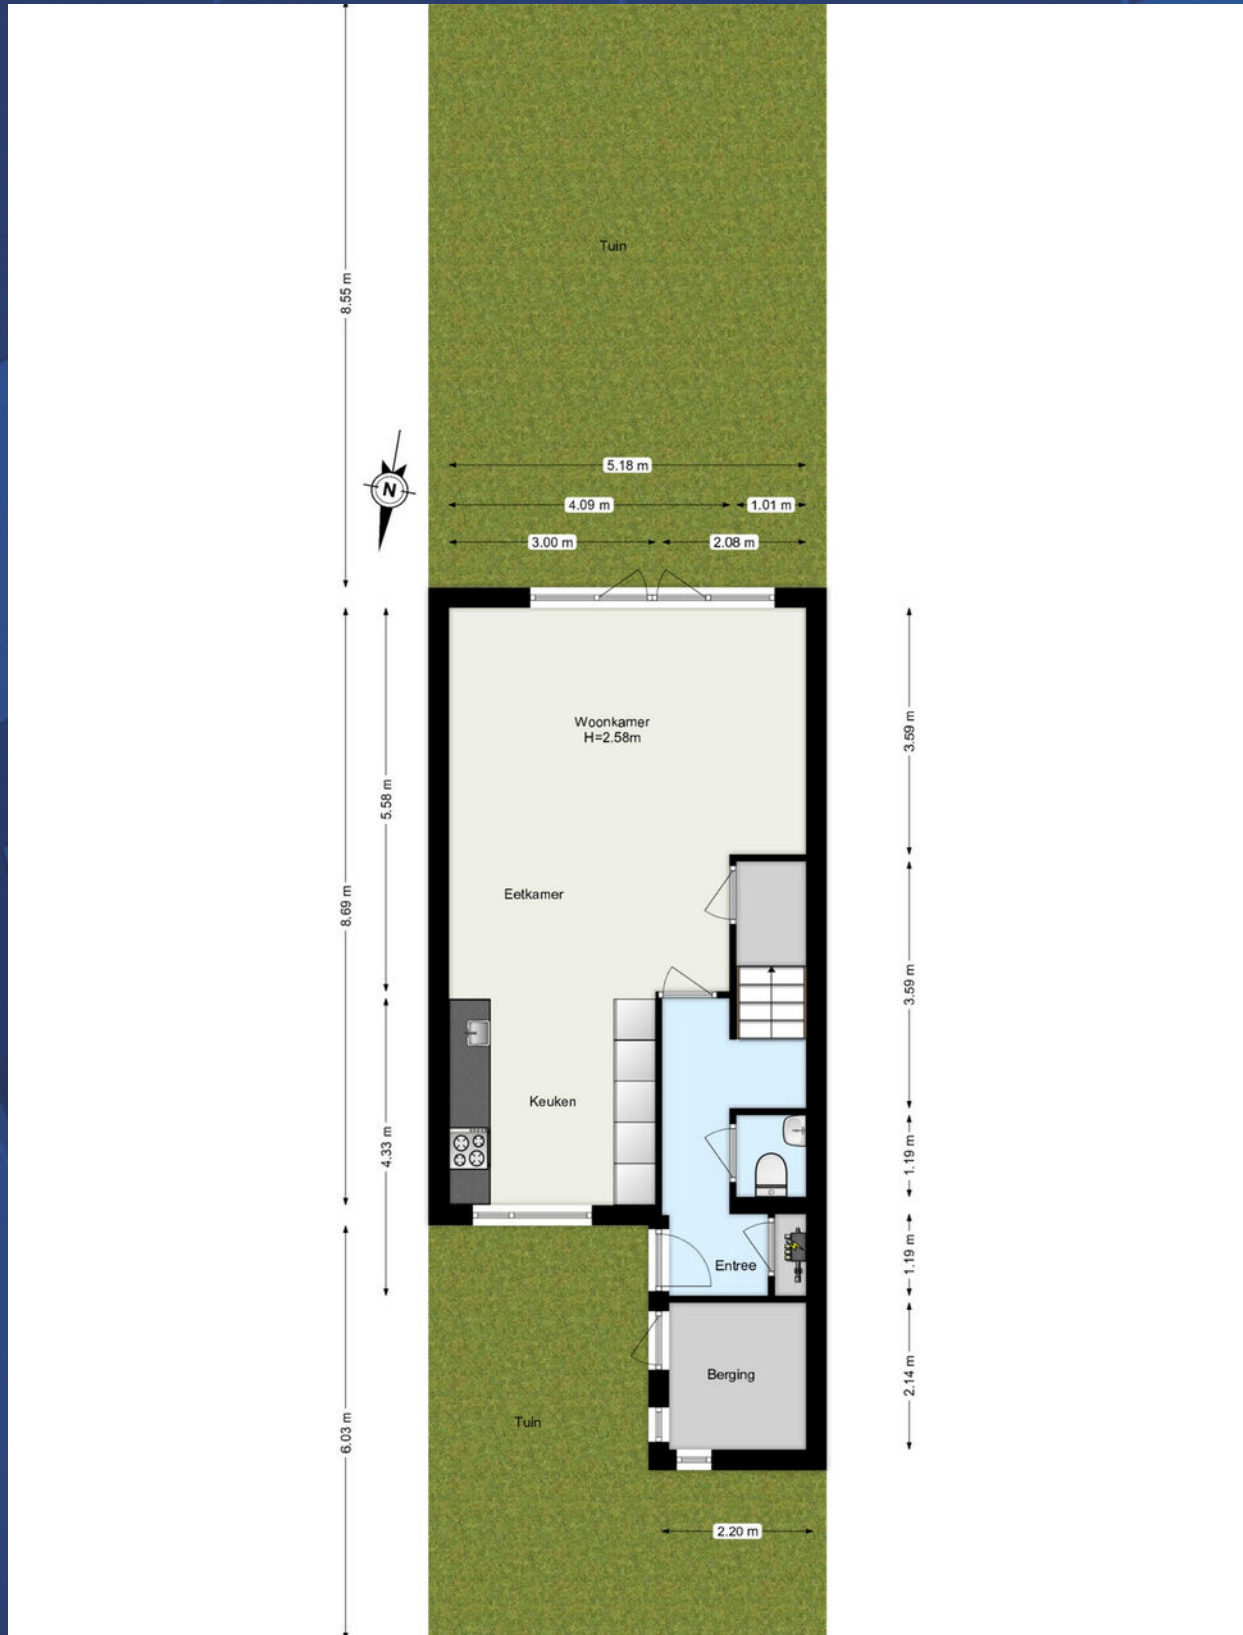 8.55 m
Tuin
N
5.18 m
4.09 m
1.01 m
3.00 m
2.08 m
Woonkamer
H=2.58m
3.59 m
5.58 m
8.69 m
Eetkamer
3.59 m
Keuken
4.33 m
1.19 m
1.19 m
Entree
Berging
2.14 m
Tuin
6.03 m
2.20 m